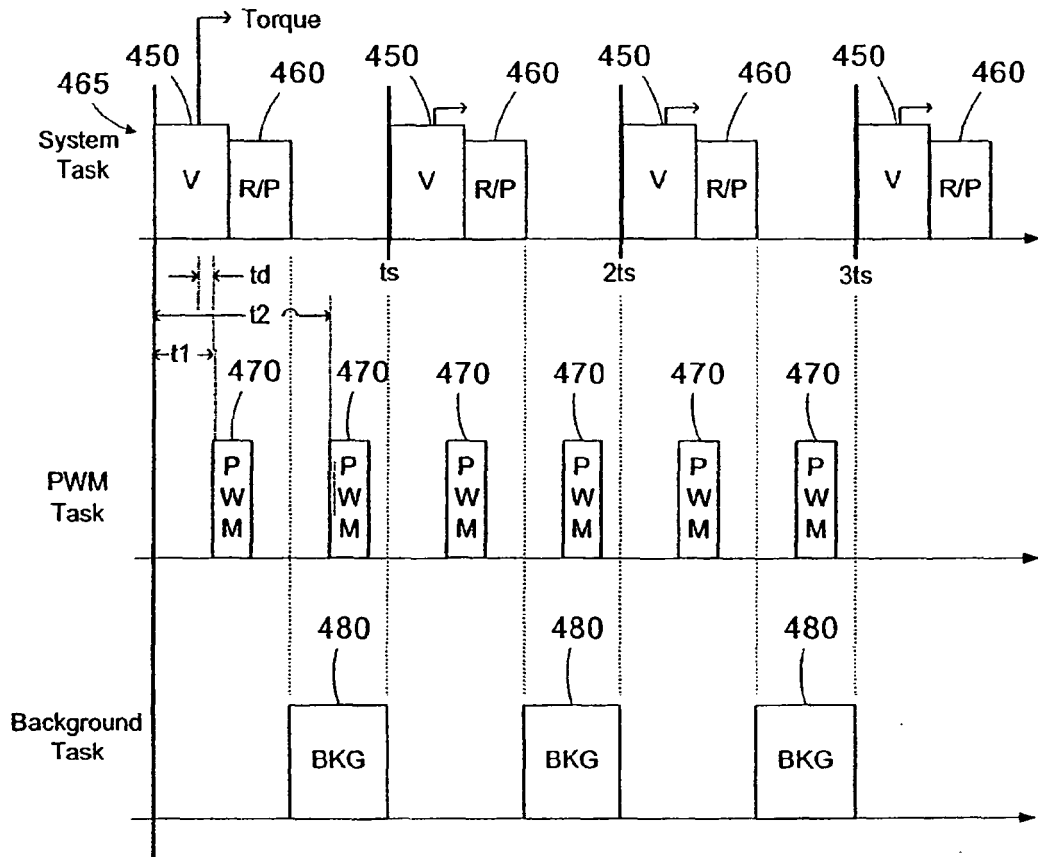 Torque
450
460
450
460
450
460
450
460
465
System
Task
V
R/P
V
R/P
V
R/P
V
R/P
ts
2ts
3ts
td
t2
t1
470
470
470
470
470
470
PWM
Task
P
W
M
P
W
M
P
W
M
P
W
M
P
W
M
P
W
M
480
480
480
Background
Task
BKG
BKG
BKG